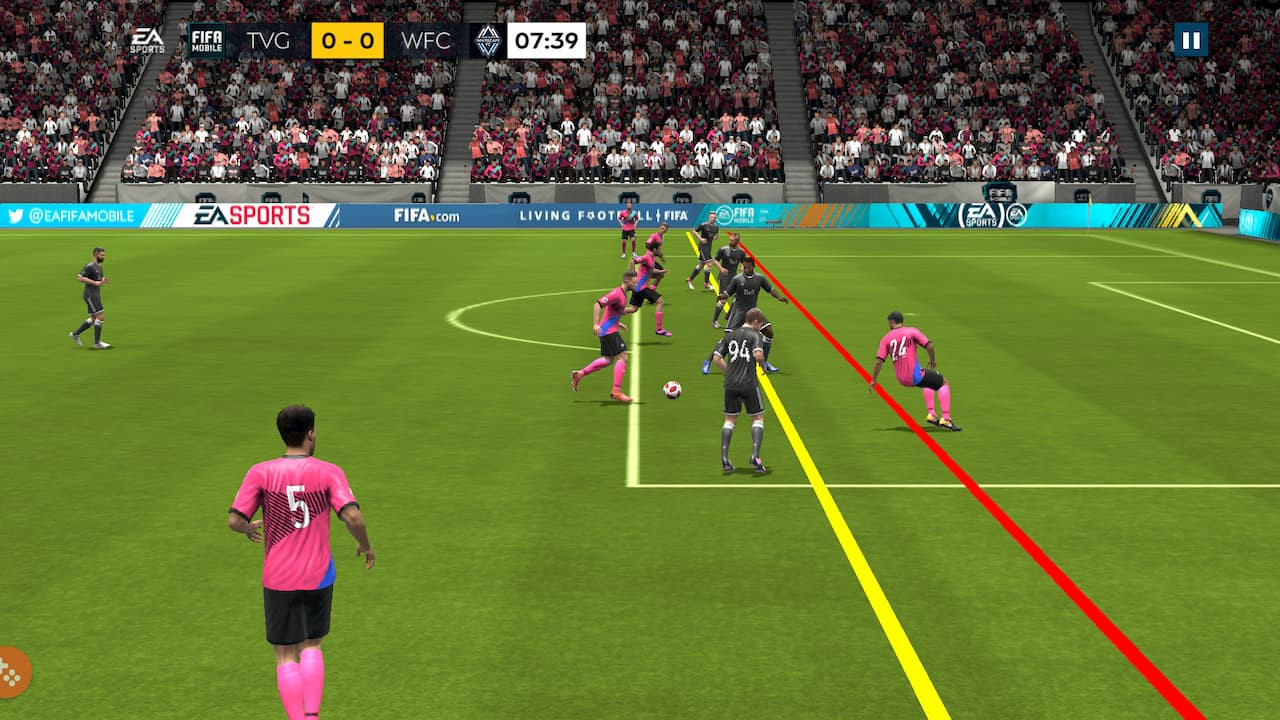 EA SPORTS
FIFA MOBILE
TVG
0 - 0
WFC
07:39
@EAFIFAMOBILE
EA SPORTS
FIFA.com
LIVING FOOTBALL
FIFA
FIFA MOBILE
EA SPORTS
94
24
5